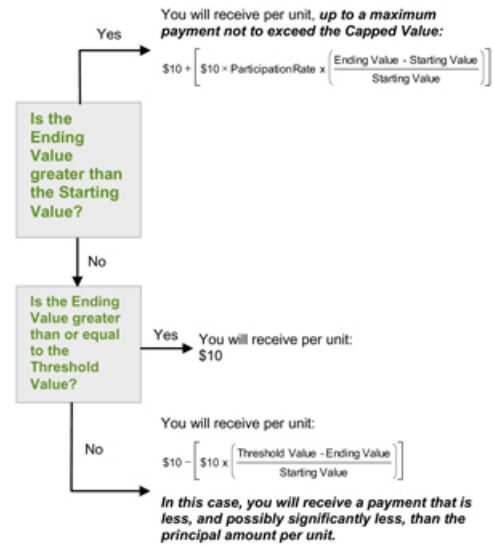 You will receive per unit, up to a maximum
payment not to exceed the Capped Value:
Yes
$10 + [ $10 × Participation Rate x ( Ending Value - Starting Value / Starting Value ) ]
Is the
Ending
Value
greater than
the Starting
Value?
No
Is the Ending
Value greater
than or equal
to the
Threshold
Value?
Yes
You will receive per unit:
$10
No
You will receive per unit:
$10 − [ $10 x ( Threshold Value - Ending Value / Starting Value ) ]
In this case, you will receive a payment that is
less, and possibly significantly less, than the
principal amount per unit.